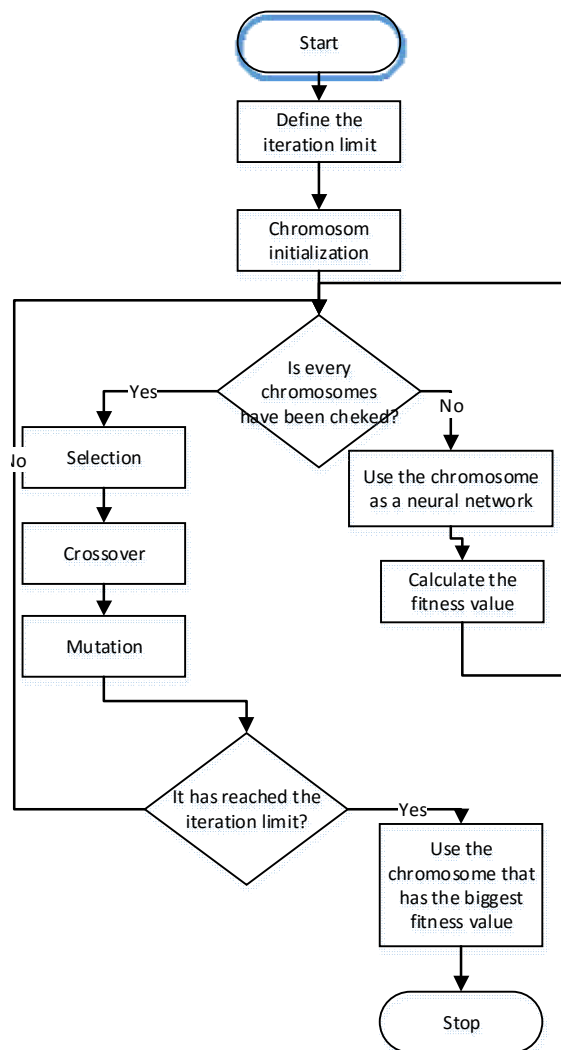 Start
Define the
iteration limit
Chromosom
initialization
Is every
chromosomes
have been cheked?
Yes
No
Selection
No
Use the chromosome
as a neural network
Crossover
Calculate the
fitness value
Mutation
It has reached the
iteration limit?
Yes
Use the
chromosome that
has the biggest
fitness value
Stop